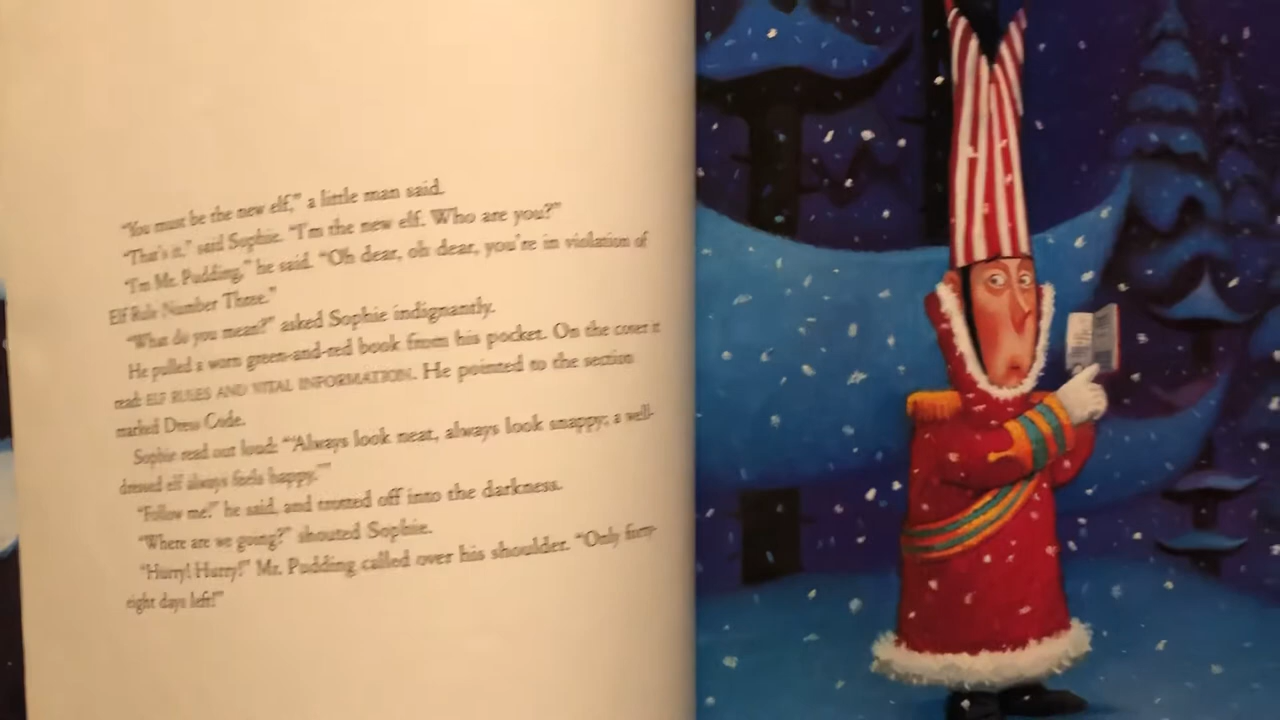 "You must be the new elf," a little man said.
"That's it," said Sophie. "I'm the new elf. Who are you?"
"I'm Mr. Pudding," he said. "Oh dear, oh dear, you're in violation of
Elf Rule Number Three."
"What do you mean?" asked Sophie indignantly.
He pulled a worn green-and-red book from his pocket. On the cover it
read: ELF RULES AND VITAL INFORMATION. He pointed to the section
marked Dress Code.
Sophie read out loud: "'Always look neat, always look snappy; a well-
dressed elf always feels happy.'"
"Follow me!" he said, and trotted off into the darkness.
"Where are we going?" shouted Sophie.
"Hurry! Hurry!" Mr. Pudding called over his shoulder. "Only forty-
eight days left!"